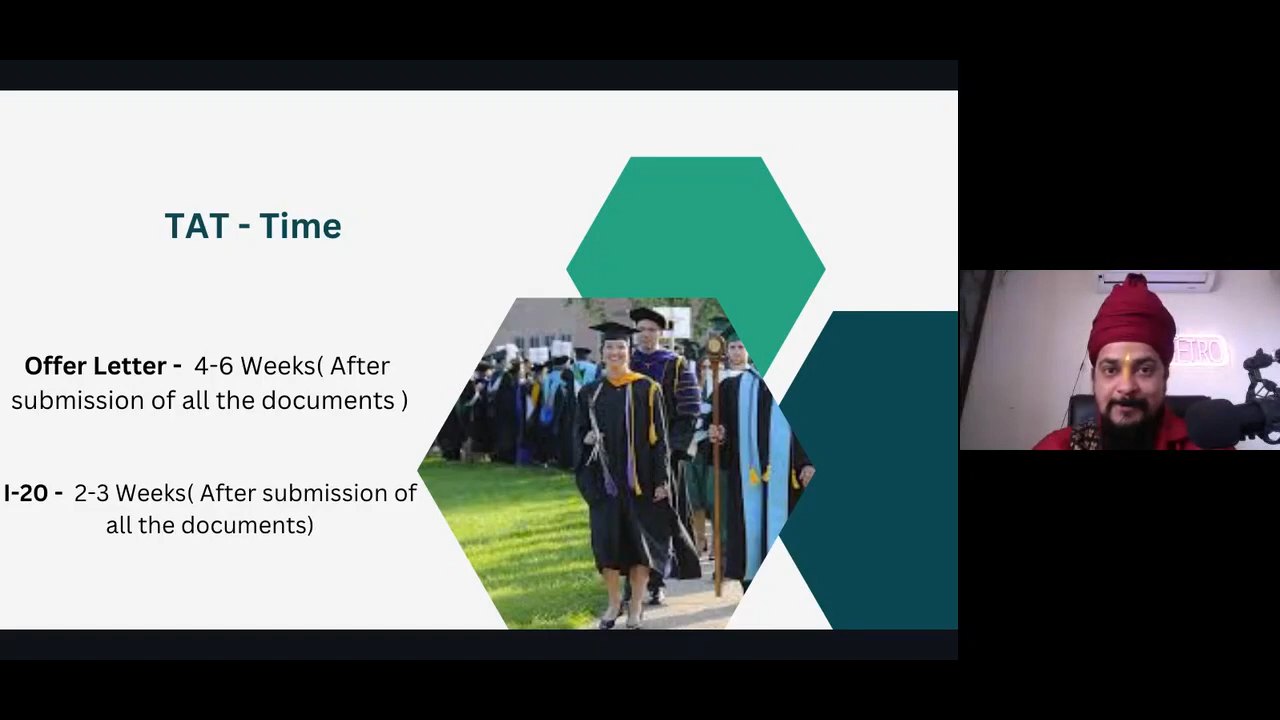 TAT - Time
Offer Letter - 4-6 Weeks( After
submission of all the documents )
I-20 - 2-3 Weeks( After submission of
all the documents)
ETRO